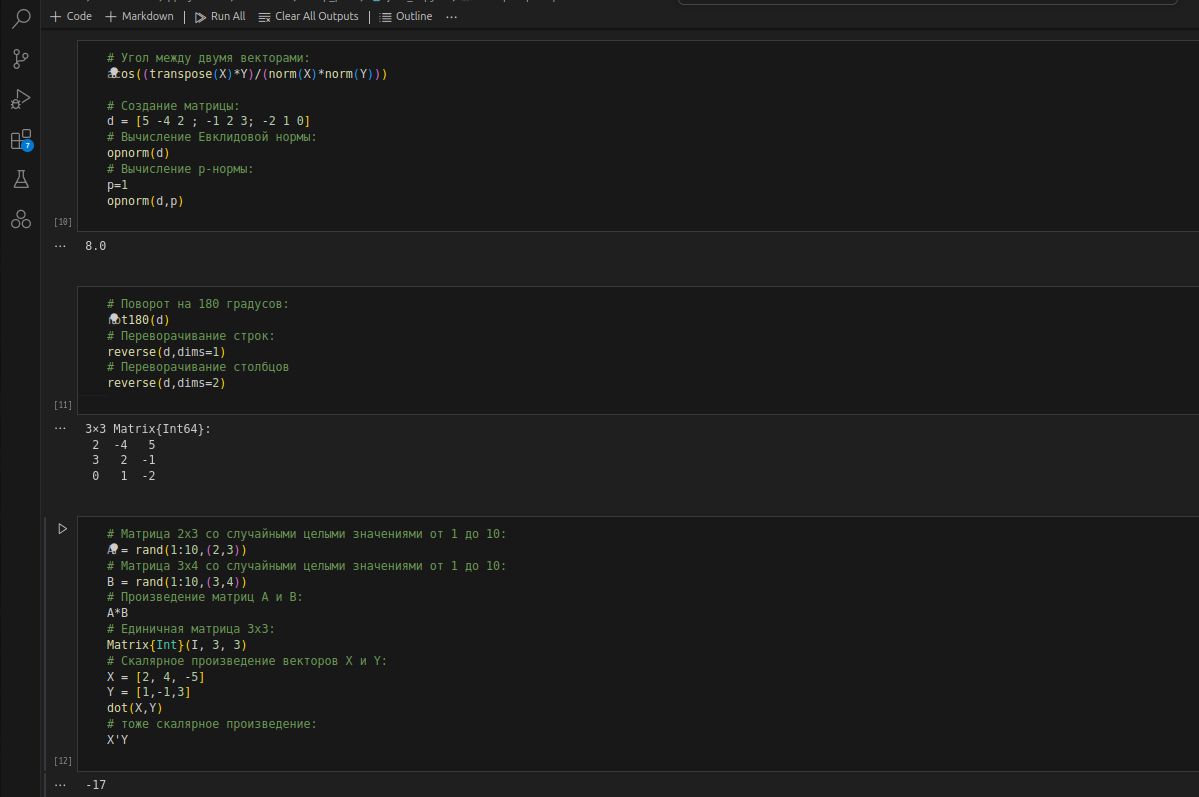 + Code + Markdown | Run All Clear All Outputs | Outline ...
# Угол между двумя векторами:
acos((transpose(X)*Y)/(norm(X)*norm(Y)))
# Создание матрицы:
d = [5 -4 2 ; -1 2 3; -2 1 0]
# Вычисление Евклидовой нормы:
opnorm(d)
# Вычисление p-нормы:
p=1
opnorm(d,p)
[10]
... 8.0
# Поворот на 180 градусов:
rot180(d)
# Переворачивание строк:
reverse(d,dims=1)
# Переворачивание столбцов
reverse(d,dims=2)
[11]
... 3×3 Matrix{Int64}:
2 -4 5
3 2 -1
0 1 -2
# Матрица 2x3 со случайными целыми значениями от 1 до 10:
A = rand(1:10,(2,3))
# Матрица 3x4 со случайными целыми значениями от 1 до 10:
B = rand(1:10,(3,4))
# Произведение матриц A и B:
A*B
# Единичная матрица 3x3:
Matrix{Int}(I, 3, 3)
# Скалярное произведение векторов X и Y:
X = [2, 4, -5]
Y = [1,-1,3]
dot(X,Y)
# тоже скалярное произведение:
X'Y
[12]
... -17
7